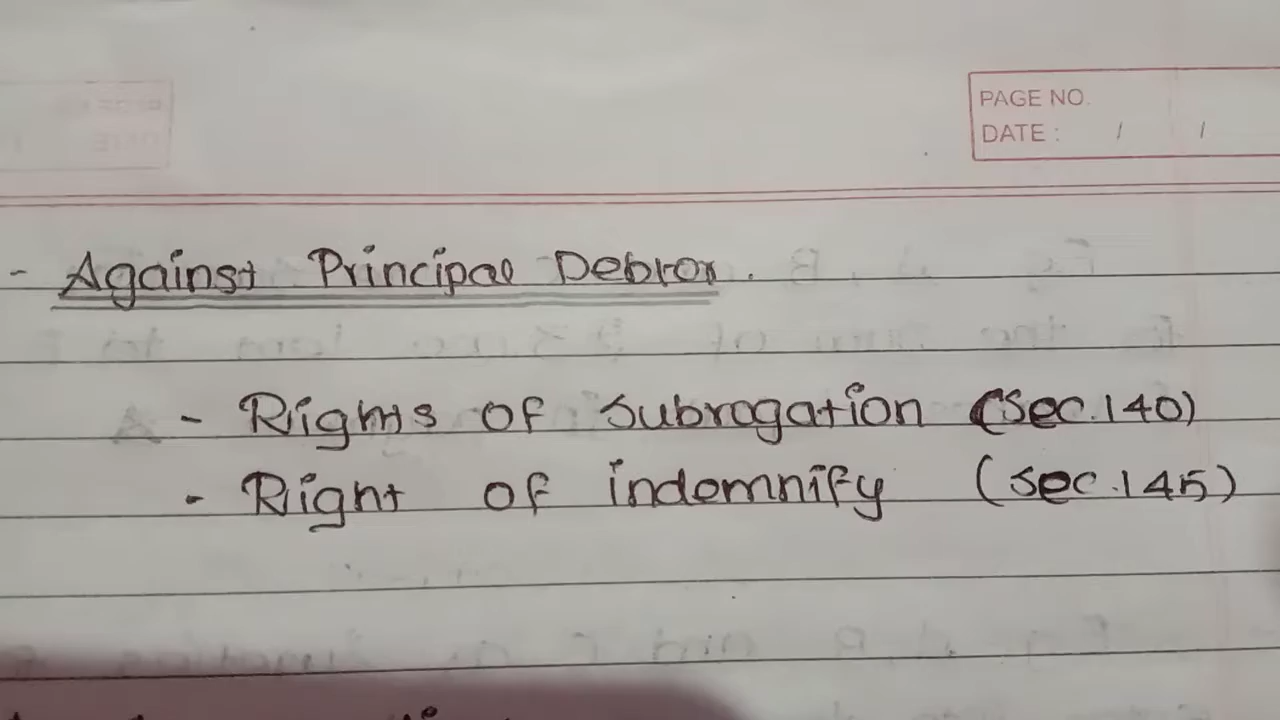 PAGE NO.
DATE : / /
- Against Principal Debtor.
- Rights of subrogation (sec.140)
- Right of indemnify (sec.145)